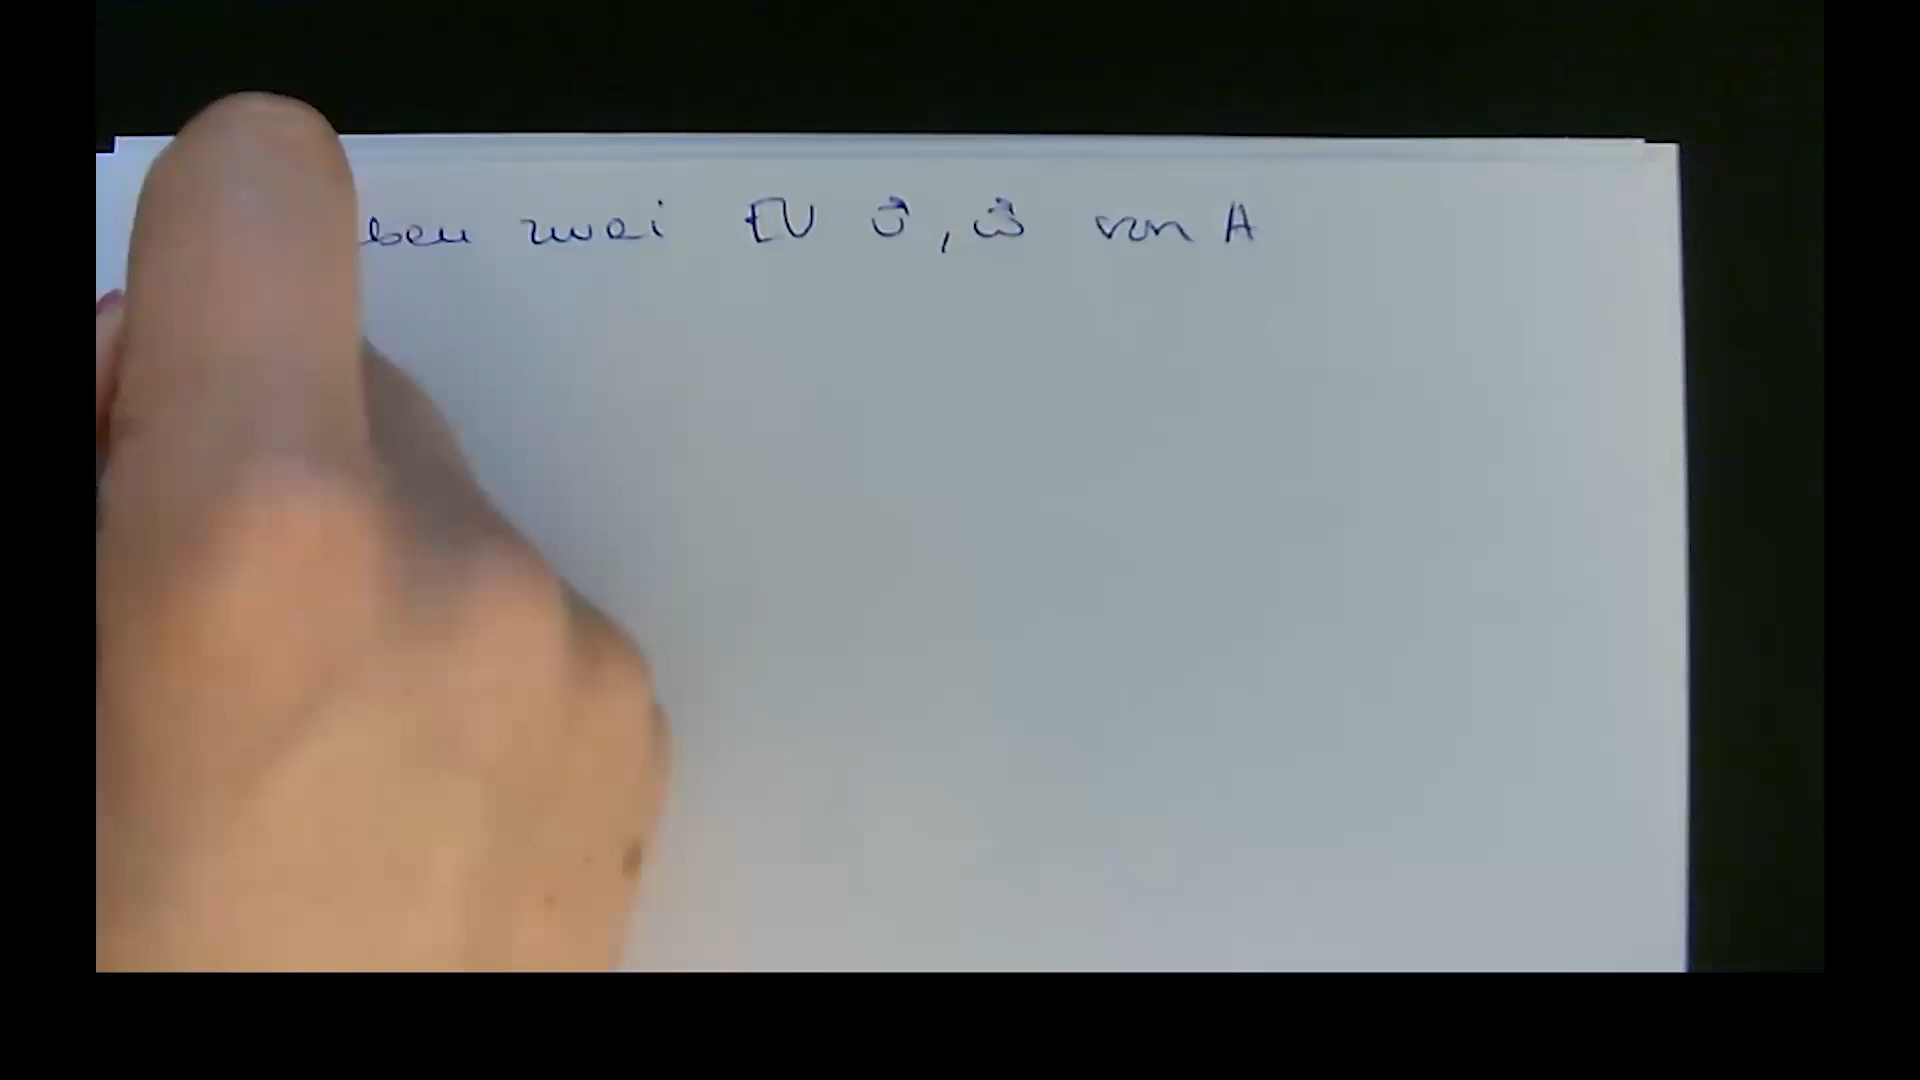 ben zwei EV v⃗, w⃗ von A